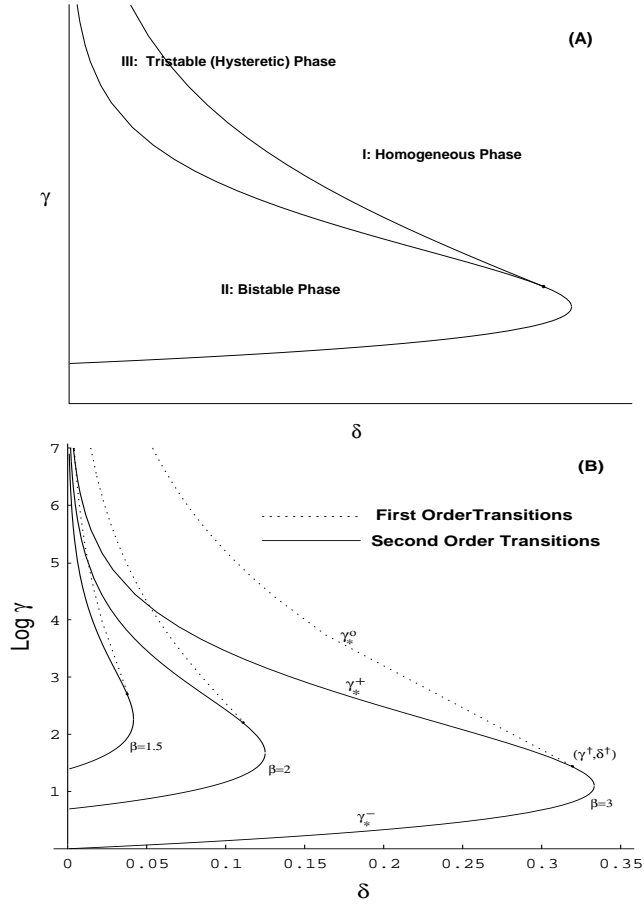 (A)
III: Tristable (Hysteretic) Phase
I: Homogeneous Phase
γ
II: Bistable Phase
δ
7
(B)
6
First OrderTransitions
Second Order Transitions
5
Log γ
4
γ*^o
3
γ*^+
2
(γ†,δ†)
β=1.5
β=2
1
β=3
γ*^−
0
0.05
0.1
0.15
0.2
0.25
0.3
0.35
δ